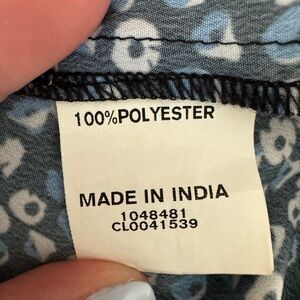 100%POLYESTER
MADE IN INDIA
1048481
CL0041539